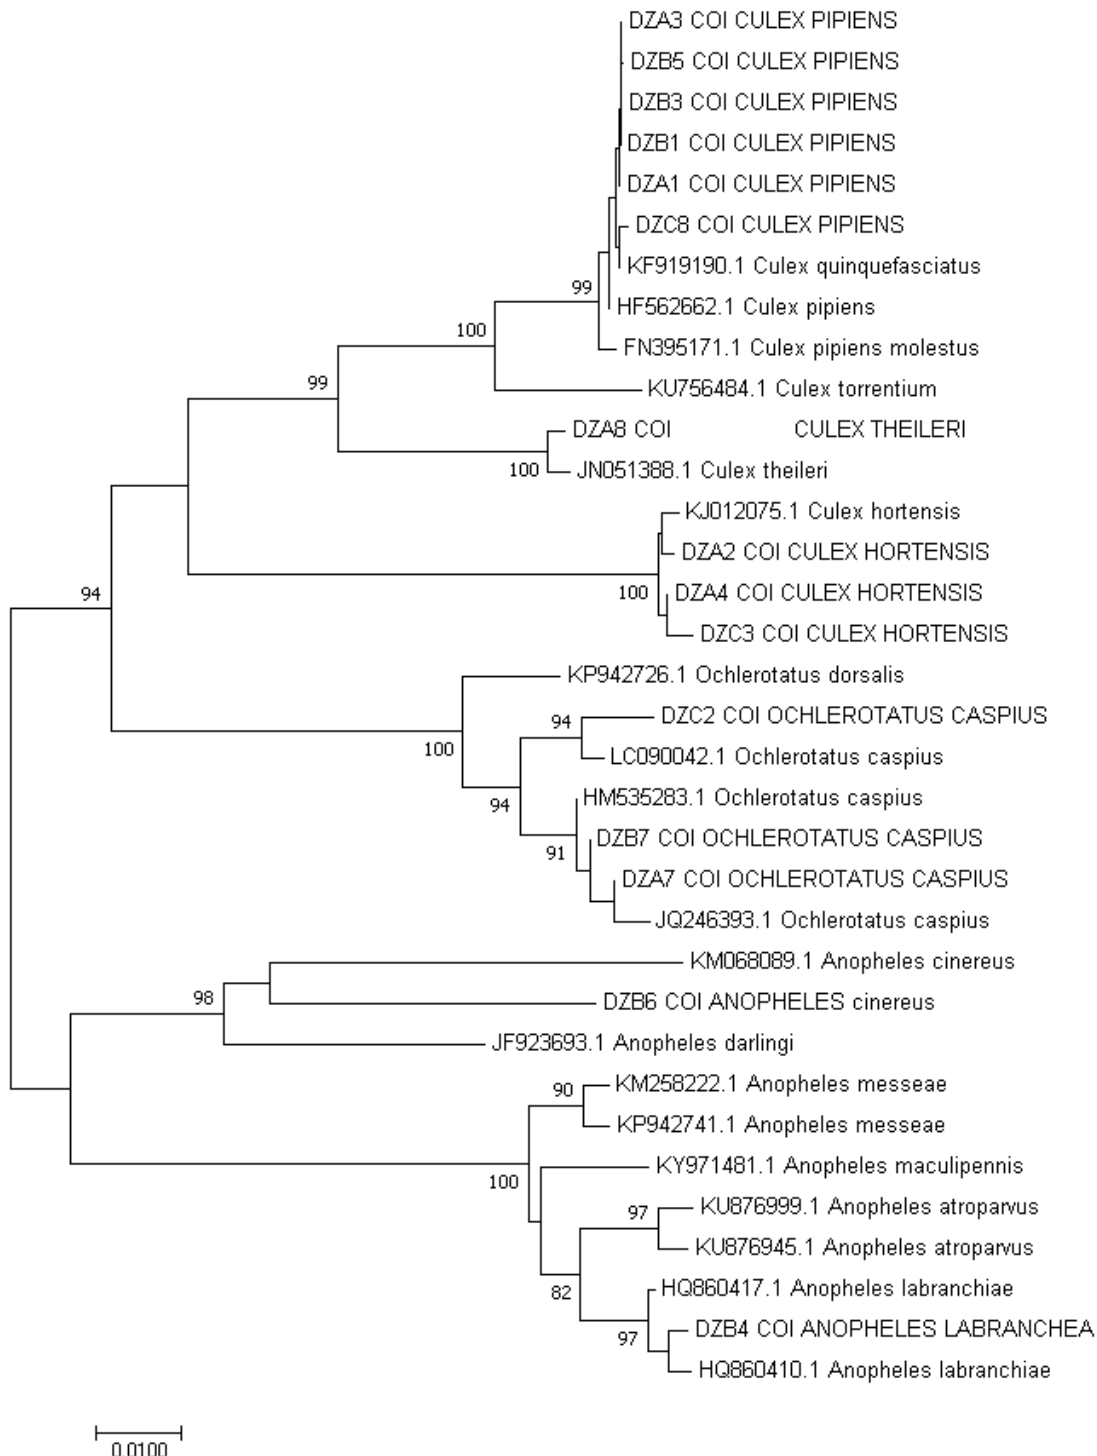 DZA3 COI CULEX PIPIENS
DZB5 COI CULEX PIPIENS
DZB3 COI CULEX PIPIENS
DZB1 COI CULEX PIPIENS
DZA1 COI CULEX PIPIENS
DZC8 COI CULEX PIPIENS
KF919190.1 Culex quinquefasciatus
99
HF562662.1 Culex pipiens
100
FN395171.1 Culex pipiens molestus
99
KU756484.1 Culex torrentium
DZA8 COI CULEX THEILERI
100
JN051388.1 Culex theileri
KJ012075.1 Culex hortensis
DZA2 COI CULEX HORTENSIS
100
DZA4 COI CULEX HORTENSIS
94
DZC3 COI CULEX HORTENSIS
KP942726.1 Ochlerotatus dorsalis
94
DZC2 COI OCHLEROTATUS CASPIUS
100
LC090042.1 Ochlerotatus caspius
94
HM535283.1 Ochlerotatus caspius
DZB7 COI OCHLEROTATUS CASPIUS
91
DZA7 COI OCHLEROTATUS CASPIUS
JQ246393.1 Ochlerotatus caspius
KM068089.1 Anopheles cinereus
98
DZB6 COI ANOPHELES cinereus
JF923693.1 Anopheles darlingi
90
KM258222.1 Anopheles messeae
KP942741.1 Anopheles messeae
100
KY971481.1 Anopheles maculipennis
97
KU876999.1 Anopheles atroparvus
KU876945.1 Anopheles atroparvus
82
HQ860417.1 Anopheles labranchiae
97
DZB4 COI ANOPHELES LABRANCHEA
HQ860410.1 Anopheles labranchiae
0.0100